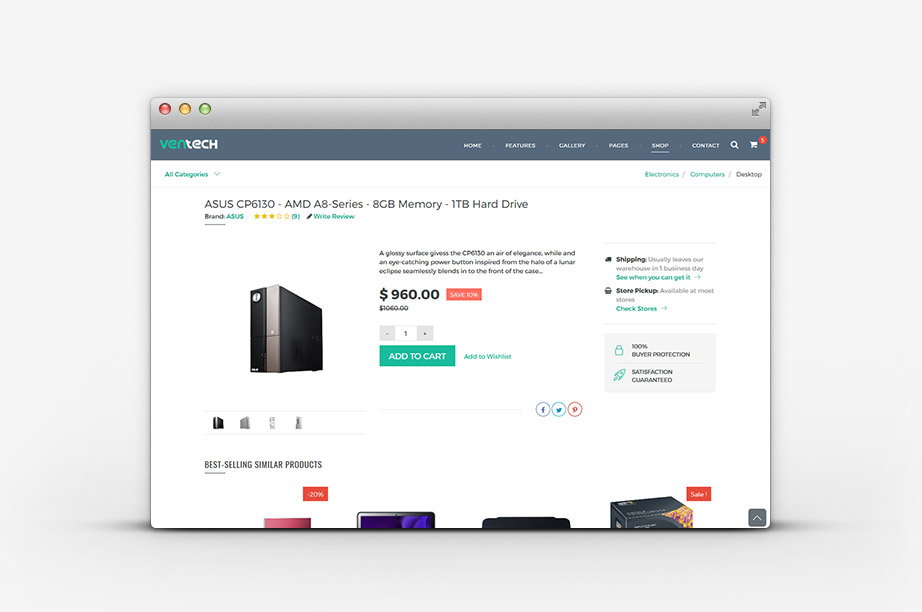 ventech
HOME
FEATURES
GALLERY
PAGES
SHOP
CONTACT
5
All Categories
Electronics / Computers / Desktop
ASUS CP6130 - AMD A8-Series - 8GB Memory - 1TB Hard Drive
Brand: ASUS (9) Write Review
A glossy surface givess the CP6130 an air of elegance, while and
an eye-catching power button inspired from the halo of a lunar
eclipse seamlessly blends in to the front of the case...
$ 960.00 SAVE 10%
$1060.00
- 1 +
ADD TO CART Add to Wishlist
Shipping: Usually leaves our
warehouse in 1 business day
See when you can get it
Store Pickup: Available at most
stores
Check Stores
100%
BUYER PROTECTION
SATISFACTION
GUARANTEED
BEST-SELLING SIMILAR PRODUCTS
-20%
Sale !